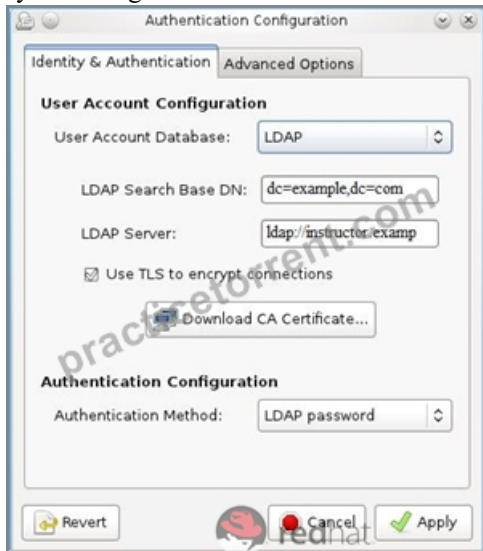 Authentication Configuration
Identity & Authentication
Advanced Options
User Account Configuration
User Account Database:
LDAP
LDAP Search Base DN:
dc=example,dc=com
LDAP Server:
ldap://instructor.examp
Use TLS to encrypt connections
Download CA Certificate...
Authentication Configuration
Authentication Method:
LDAP password
Revert
Cancel
Apply
redhat
practicetorrent.com